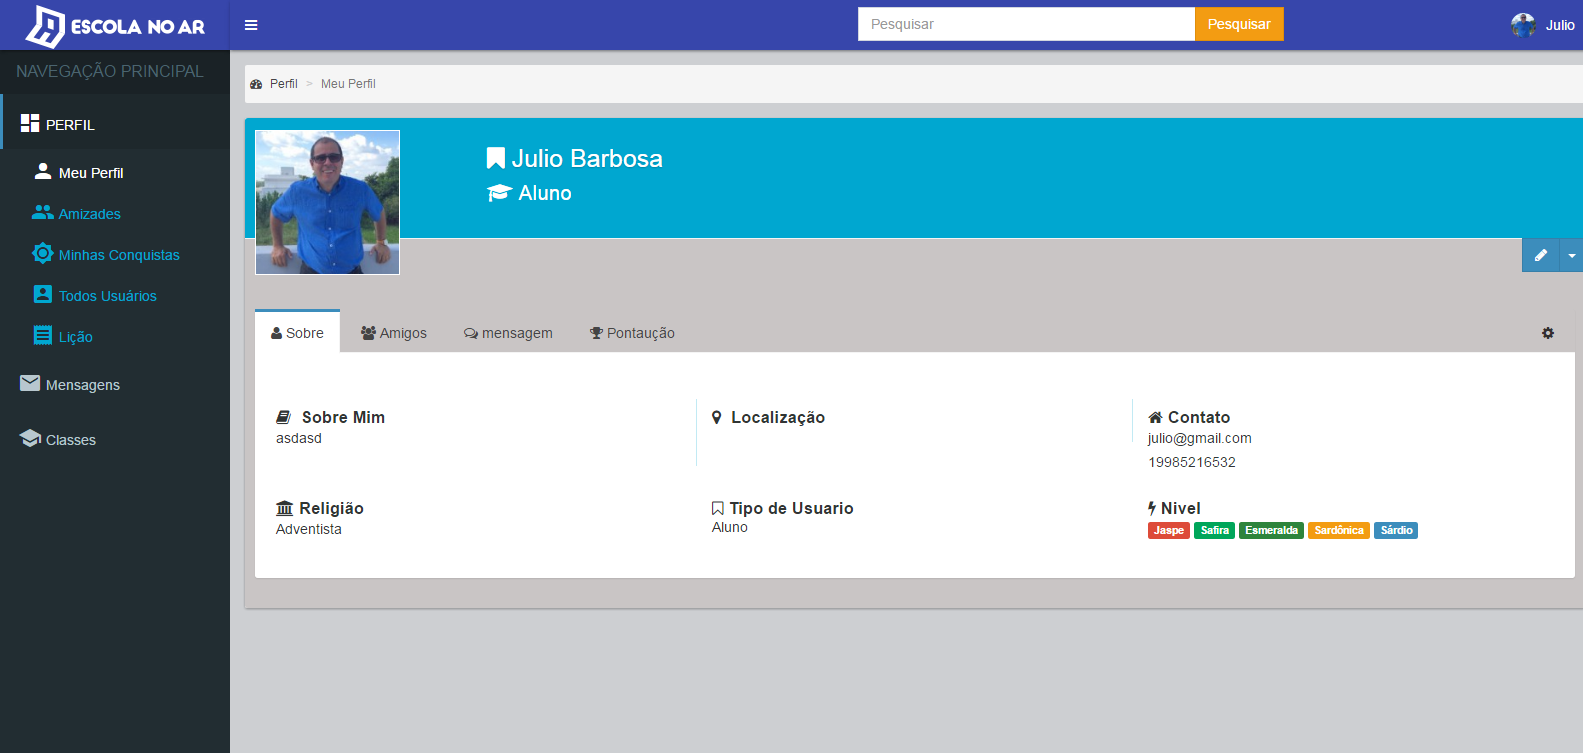 ESCOLA NO AR
Pesquisar
Pesquisar
Julio
NAVEGAÇÃO PRINCIPAL
PERFIL
Meu Perfil
Amizades
Minhas Conquistas
Todos Usuários
Lição
Mensagens
Classes
Perfil > Meu Perfil
Julio Barbosa
Aluno
Sobre
Amigos
mensagem
Pontaução
Sobre Mim
asdasd
Localização
Contato
julio@gmail.com
19985216532
Religião
Adventista
Tipo de Usuario
Aluno
Nivel
Jaspe Safira Esmeralda Sardônica Sárdio